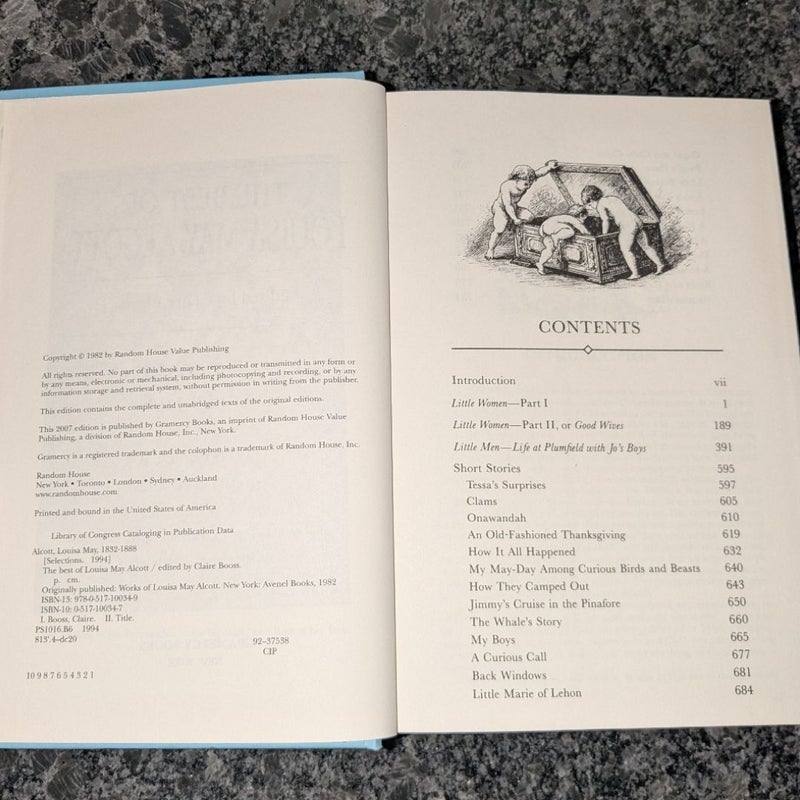 Copyright © 1982 by Random House Value Publishing
All rights reserved. No part of this book may be reproduced or transmitted in any form or
by any means, electronic or mechanical, including photocopying and recording, or by any
information storage and retrieval system, without permission in writing from the publisher.
This edition contains the complete and unabridged texts of the original editions.
This 2007 edition is published by Gramercy Books, an imprint of Random House Value
Publishing, a division of Random House, Inc., New York.
Gramercy is a registered trademark and the colophon is a trademark of Random House, Inc.
Random House
New York • Toronto • London • Sydney • Auckland
www.randomhouse.com
Printed and bound in the United States of America
Library of Congress Cataloging in Publication Data
Alcott, Louisa May, 1832-1888
[Selections. 1994]
The best of Louisa May Alcott / edited by Claire Booss.
p. cm.
Originally published: Works of Louisa May Alcott. New York: Avenel Books, 1982
ISBN-13: 978-0-517-10034-9
ISBN-10: 0-517-10034-7
I. Booss, Claire. II. Title.
PS1016.B6 1994
813'.4–dc20 92–37538
CIP
10 9 8 7 6 5 4 3 2 1
CONTENTS
Introduction vii
Little Women—Part I 1
Little Women—Part II, or Good Wives 189
Little Men—Life at Plumfield with Jo's Boys 391
Short Stories 595
Tessa's Surprises 597
Clams 605
Onawandah 610
An Old-Fashioned Thanksgiving 619
How It All Happened 632
My May-Day Among Curious Birds and Beasts 640
How They Camped Out 643
Jimmy's Cruise in the Pinafore 650
The Whale's Story 660
My Boys 665
A Curious Call 677
Back Windows 681
Little Marie of Lehon 684